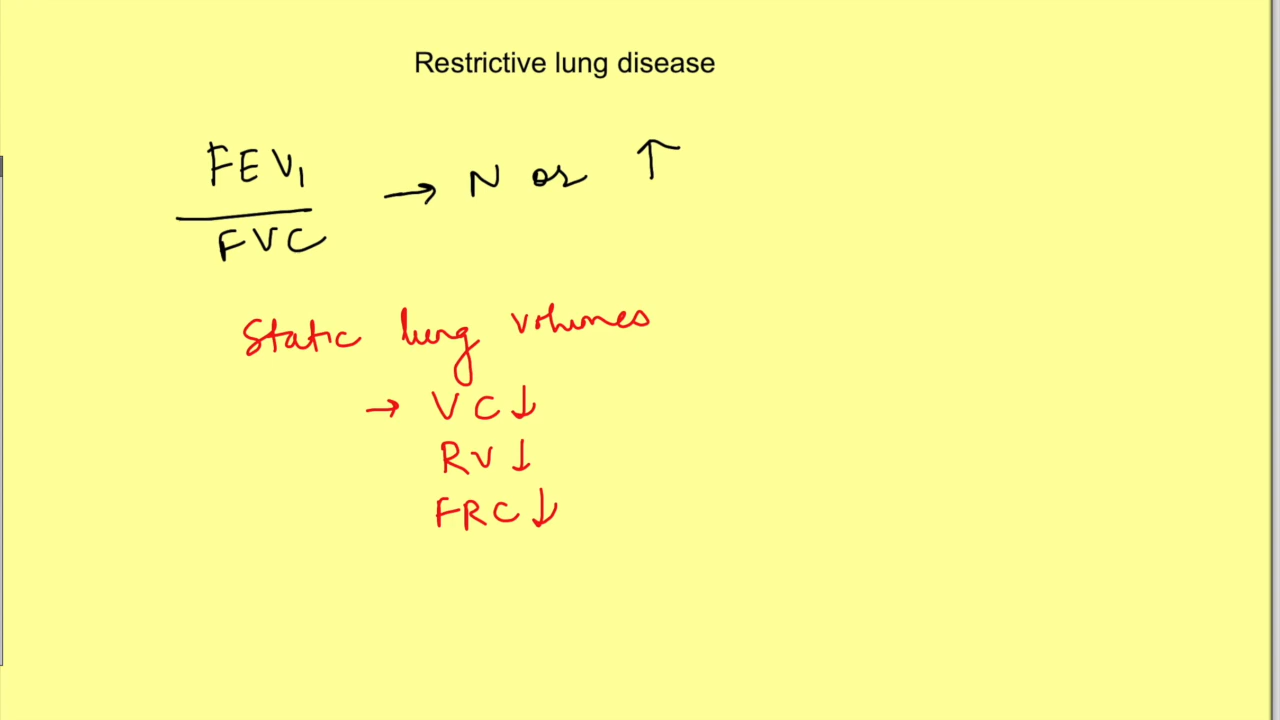 Restrictive lung disease
FEV₁
→ N or ↑
FVC
Static lung volumes
→ VC↓
RV↓
FRC↓